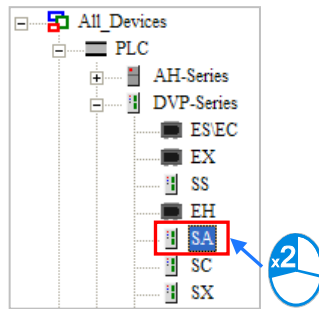 All_Devices
PLC
AH-Series
DVP-Series
ES\EC
EX
SS
EH
SA
x2
SC
SX